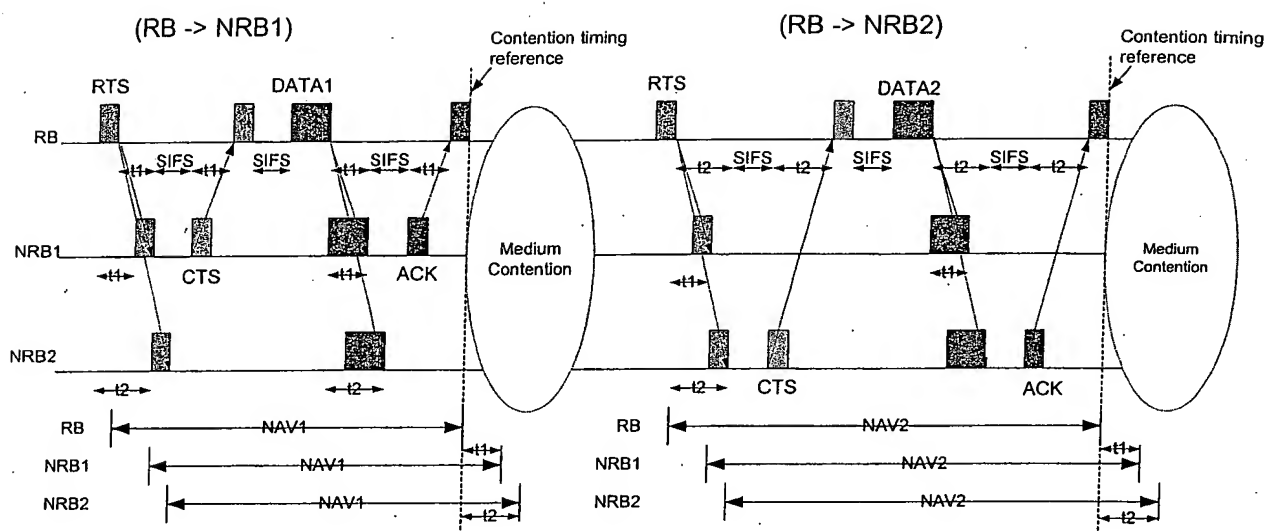 (RB -> NRB1)
(RB -> NRB2)
Contention timing
reference
Contention timing
reference
RTS
DATA1
RTS
DATA2
RB
t1
SIFS
t1
SIFS
t1
SIFS
t1
t2
SIFS
t2
SIFS
t2
SIFS
t2
NRB1
CTS
ACK
t1
t1
t1
t1
Medium
Contention
Medium
Contention
NRB2
CTS
ACK
t2
t2
t2
RB
NAV1
RB
NAV2
NRB1
NAV1
t1
NRB1
NAV2
t1
NRB2
NAV1
t2
NRB2
NAV2
t2